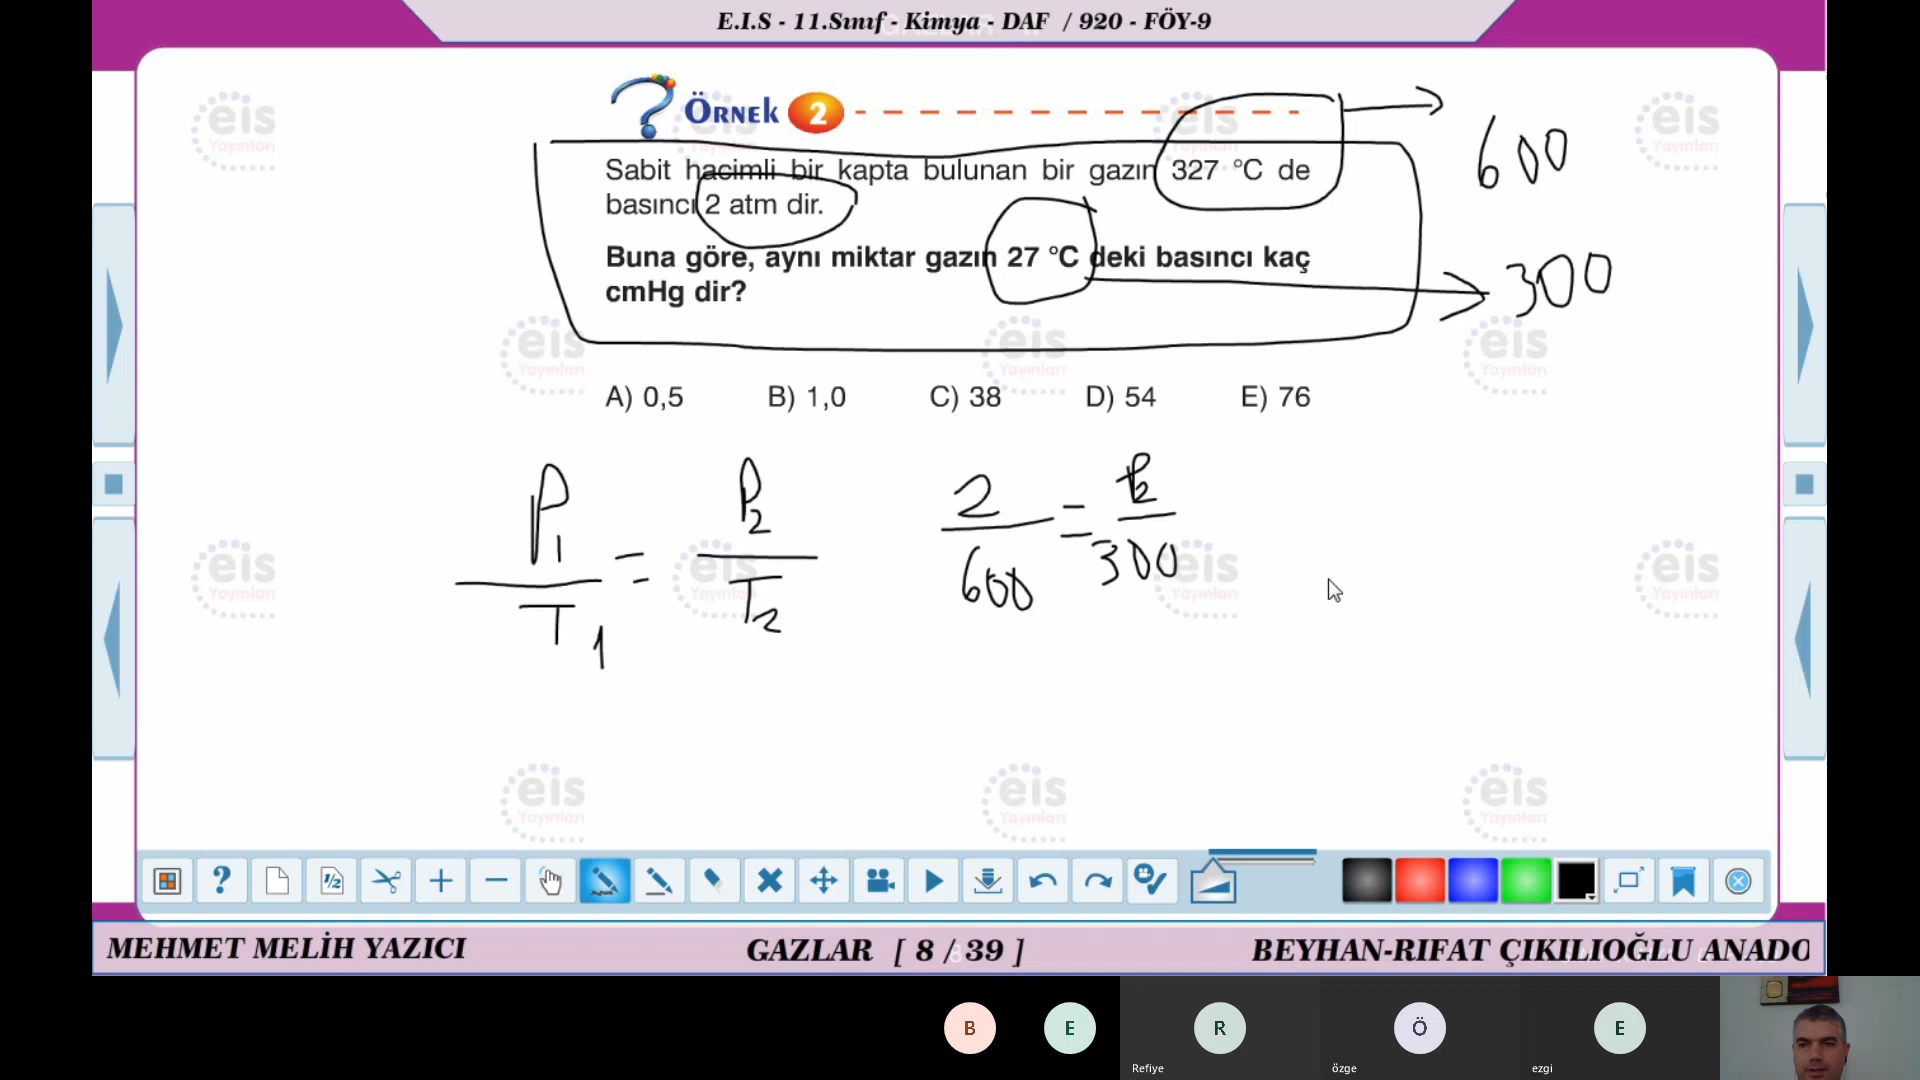 E.I.S - 11.Sınıf - Kimya - DAF / 920 - FÖY-9
? ÖRNEK 2
Sabit hacimli bir kapta bulunan bir gazın 327 °C de
basıncı 2 atm dir.
Buna göre, aynı miktar gazın 27 °C deki basıncı kaç
cmHg dir?
600
300
A) 0,5 B) 1,0 C) 38 D) 54 E) 76
P1 = P2
T1 T2
2 = P2
600 300
eis Yayınları
MEHMET MELİH YAZICI
GAZLAR [ 8 / 39 ]
BEYHAN-RIFAT ÇIKILIOĞLU ANADO
B
E
R
Refiye
Ö
özge
E
ezgi